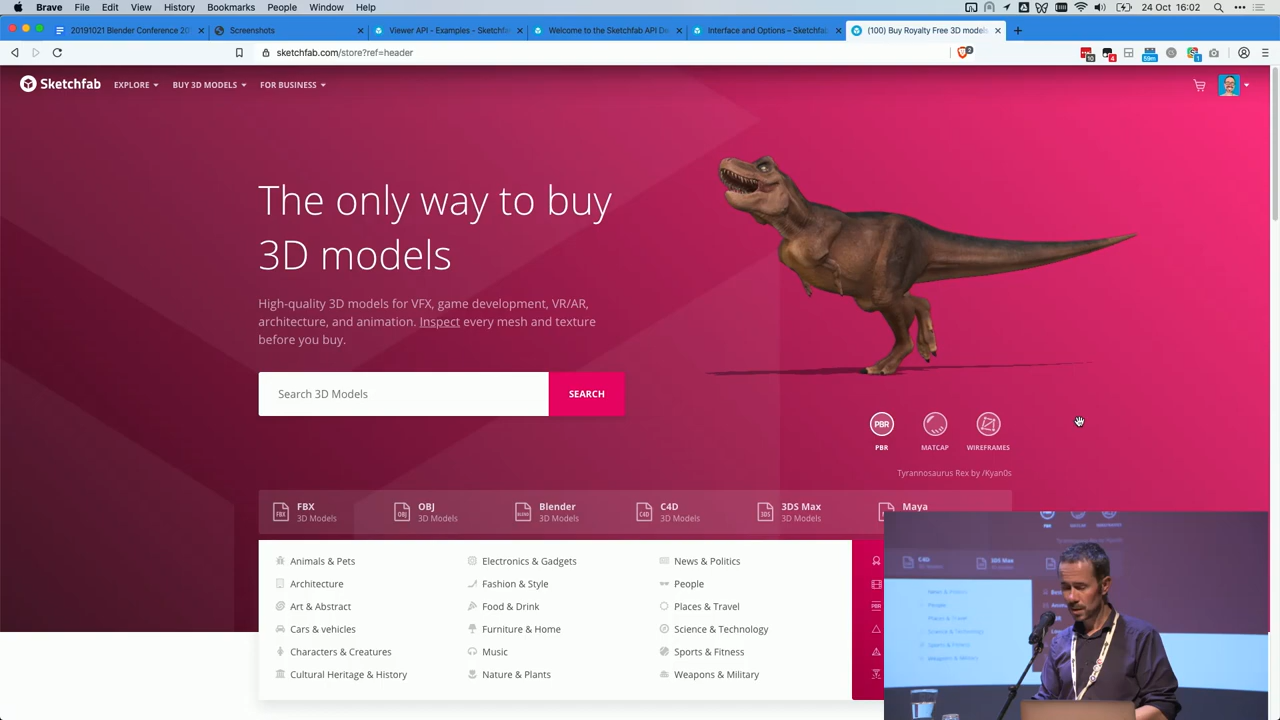 Brave File Edit View History Bookmarks People Window Help
24 Oct 16:02
20191021 Blender Conference 20
Screenshots
Viewer API - Examples - Sketchf
Welcome to the Sketchfab API D
Interface and Options – Sketchfa
(100) Buy Royalty Free 3D models
sketchfab.com/store?ref=header
2
10
4
59m
1
Sketchfab
EXPLORE
BUY 3D MODELS
FOR BUSINESS
The only way to buy
3D models
High-quality 3D models for VFX, game development, VR/AR,
architecture, and animation. Inspect every mesh and texture
before you buy.
Search 3D Models
SEARCH
PBR
PBR
MATCAP
WIREFRAMES
Tyrannosaurus Rex by /Kyan0s
FBX
3D Models
OBJ
3D Models
Blender
3D Models
C4D
3D Models
3DS Max
3D Models
Maya
Animals & Pets
Architecture
Art & Abstract
Cars & vehicles
Characters & Creatures
Cultural Heritage & History
Electronics & Gadgets
Fashion & Style
Food & Drink
Furniture & Home
Music
Nature & Plants
News & Politics
People
Places & Travel
Science & Technology
Sports & Fitness
Weapons & Military